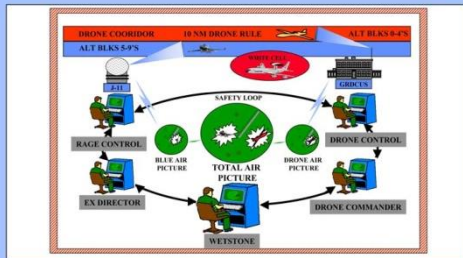 DRONE COORIDOR 10 NM DRONE RULE ALT BLKS 0-4'S
ALT BLKS 5-9'S
WHITE CELL
J-11
GRDCUS
SAFETY LOOP
RAGE CONTROL
DRONE CONTROL
BLUE AIR
PICTURE
TOTAL AIR
PICTURE
DRONE AIR
PICTURE
EX DIRECTOR
DRONE COMMANDER
WETSTONE